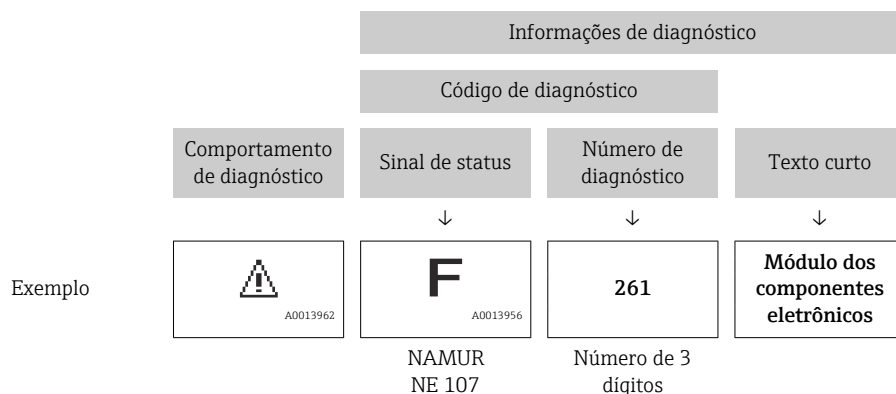 Informações de diagnóstico
Código de diagnóstico
Comportamento
de diagnóstico
Sinal de status
Número de
diagnóstico
Texto curto
↓ ↓ ↓
Exemplo
A0013962
F
A0013956
261
Módulo dos
componentes
eletrônicos
NAMUR
NE 107
Número de 3
dígitos